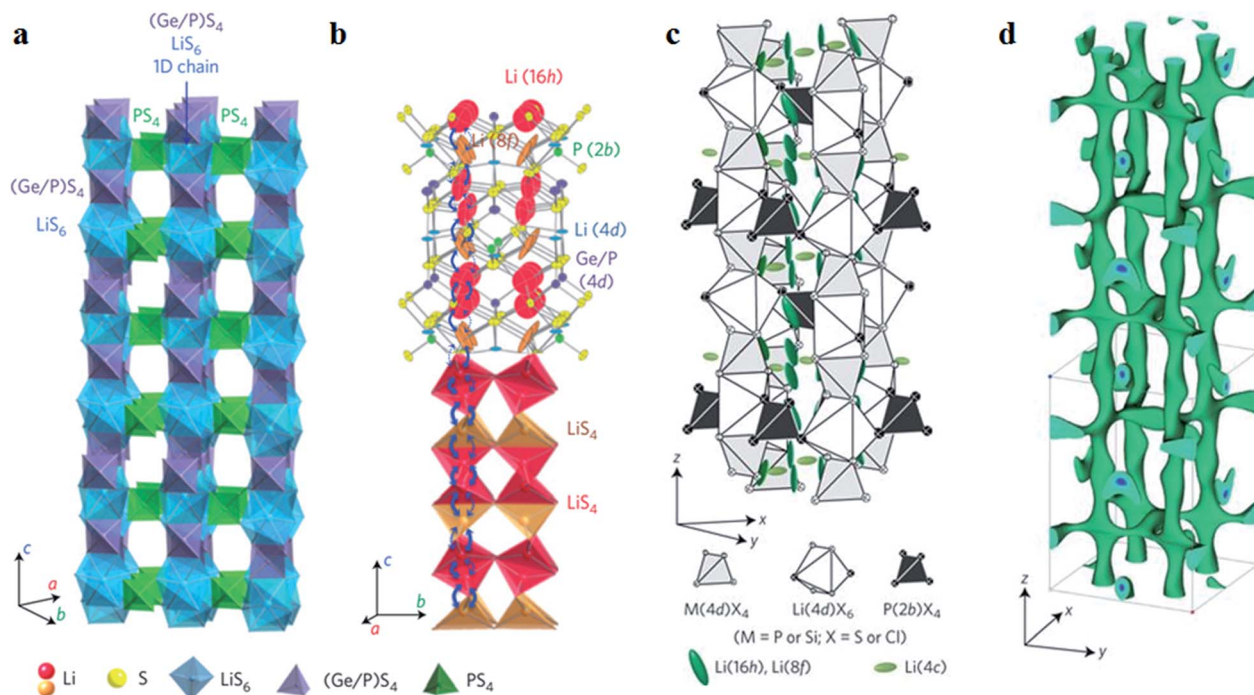 a
(Ge/P)S4
LiS6
1D chain
PS4
PS4
(Ge/P)S4
LiS6
c
a
b
b
Li (16h)
Li(8f)
P (2b)
Li (4d)
Ge/P
(4d)
LiS4
LiS4
c
b
a
Li
S
LiS6
(Ge/P)S4
PS4
c
z
x
y
M(4d)X4
Li(4d)X6
P(2b)X4
(M = P or Si; X = S or Cl)
Li(16h), Li(8f)
Li(4c)
d
z
x
y